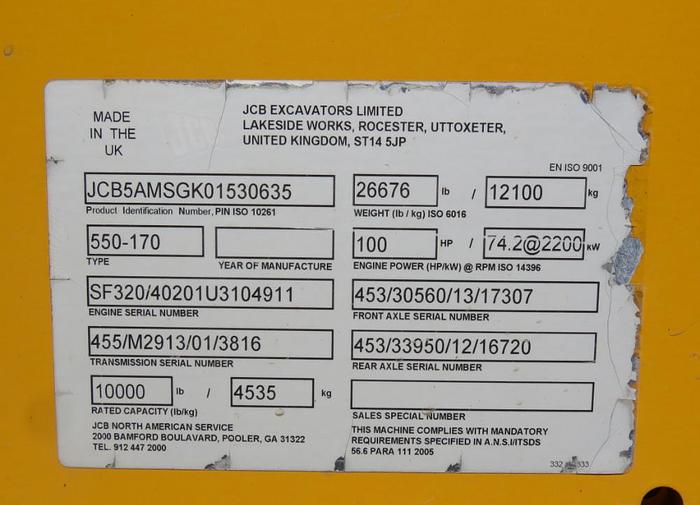 MADE
IN THE
UK
JCB EXCAVATORS LIMITED
LAKESIDE WORKS, ROCESTER, UTTOXETER,
UNITED KINGDOM, ST14 5JP
EN ISO 9001
JCB5AMSGK01530635
Product Identification Number, PIN ISO 10261
26676 lb / 12100 kg
WEIGHT (lb / kg) ISO 6016
550-170
TYPE YEAR OF MANUFACTURE
100 HP / 74.2@2200 kW
ENGINE POWER (HP/kW) @ RPM ISO 14396
SF320/40201U3104911
ENGINE SERIAL NUMBER
453/30560/13/17307
FRONT AXLE SERIAL NUMBER
455/M2913/01/3816
TRANSMISSION SERIAL NUMBER
453/33950/12/16720
REAR AXLE SERIAL NUMBER
10000 lb / 4535 kg
RATED CAPACITY (lb/kg)
SALES SPECIAL NUMBER
JCB NORTH AMERICAN SERVICE
2000 BAMFORD BOULAVARD, POOLER, GA 31322
TEL. 912 447 2000
THIS MACHINE COMPLIES WITH MANDATORY
REQUIREMENTS SPECIFIED IN A.N.S.I/ITSDS
56.6 PARA 111 2005